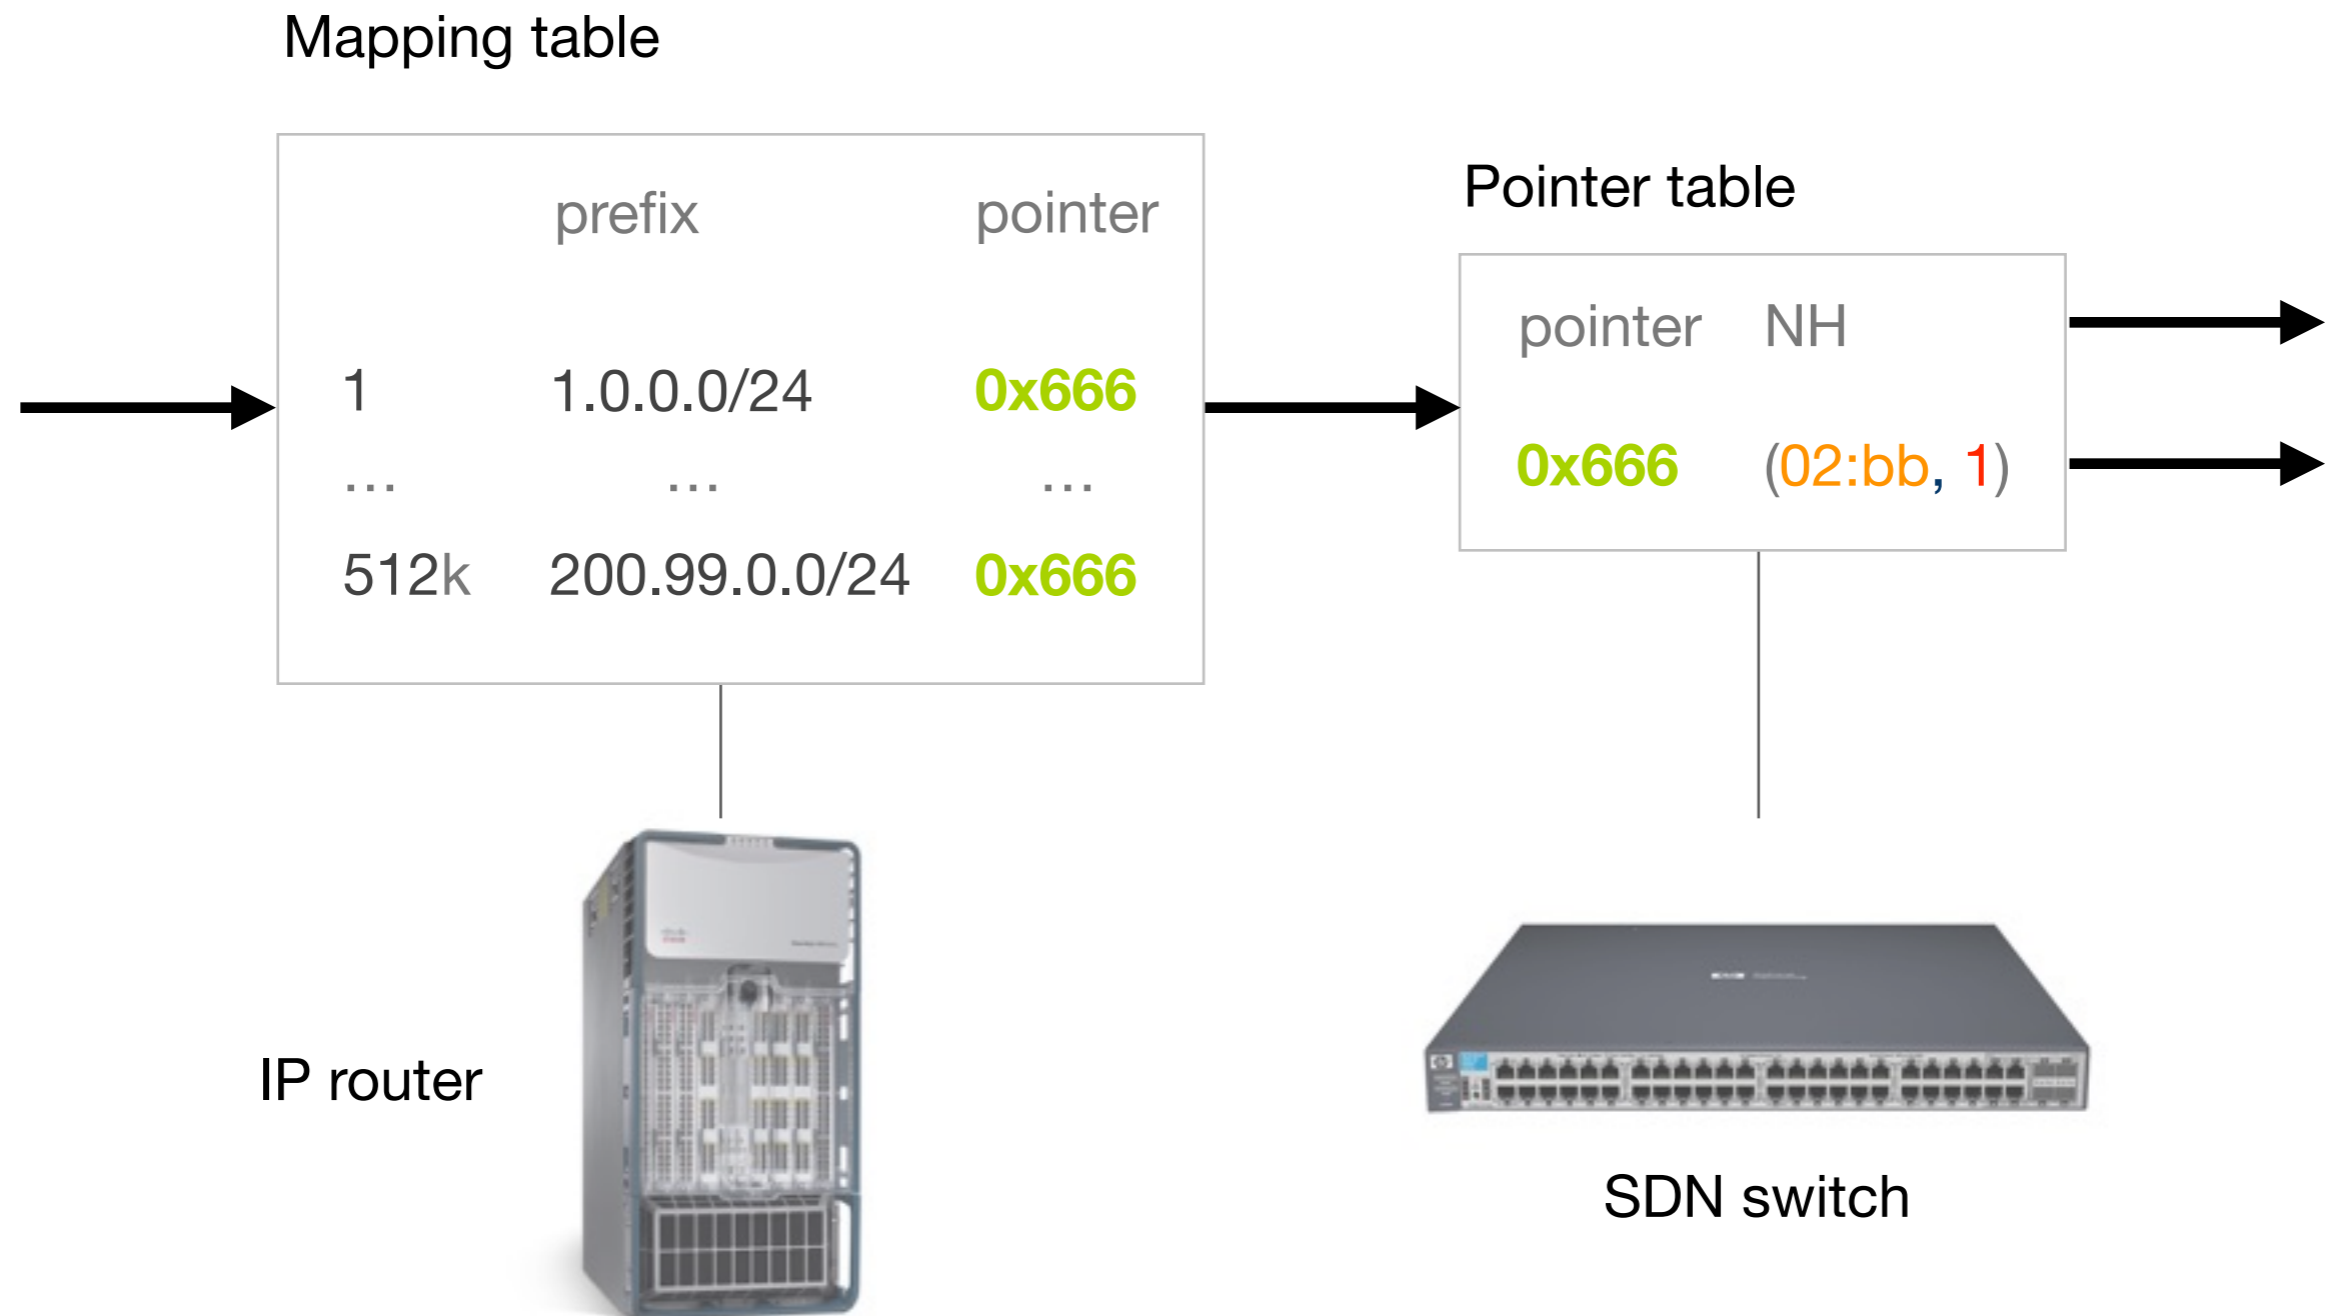 Mapping table
prefix pointer
1 1.0.0.0/24 0x666
... ... ...
512k 200.99.0.0/24 0x666
Pointer table
pointer NH
0x666 (02:bb, 1)
IP router
SDN switch